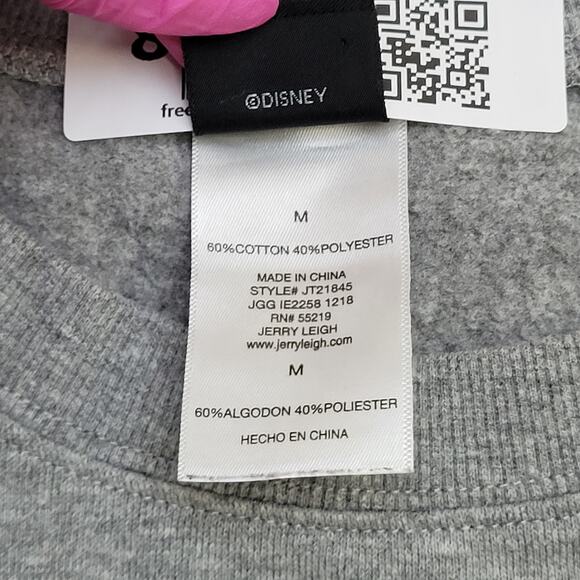 free
©DISNEY
M
60%COTTON 40%POLYESTER
MADE IN CHINA
STYLE# JT21845
JGG IE2258 1218
RN# 55219
JERRY LEIGH
www.jerryleigh.com
M
60%ALGODON 40%POLIESTER
HECHO EN CHINA